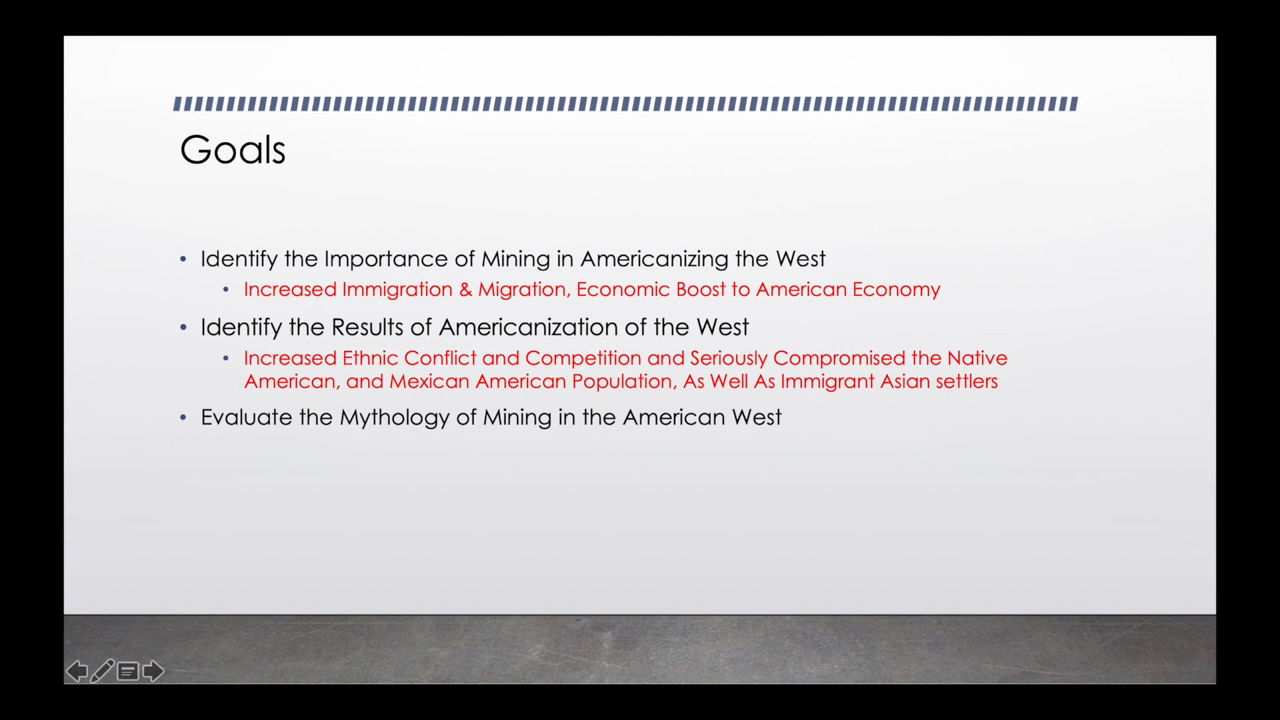 Goals
• Identify the Importance of Mining in Americanizing the West
• Increased Immigration & Migration, Economic Boost to American Economy
• Identify the Results of Americanization of the West
• Increased Ethnic Conflict and Competition and Seriously Compromised the Native
American, and Mexican American Population, As Well As Immigrant Asian settlers
• Evaluate the Mythology of Mining in the American West